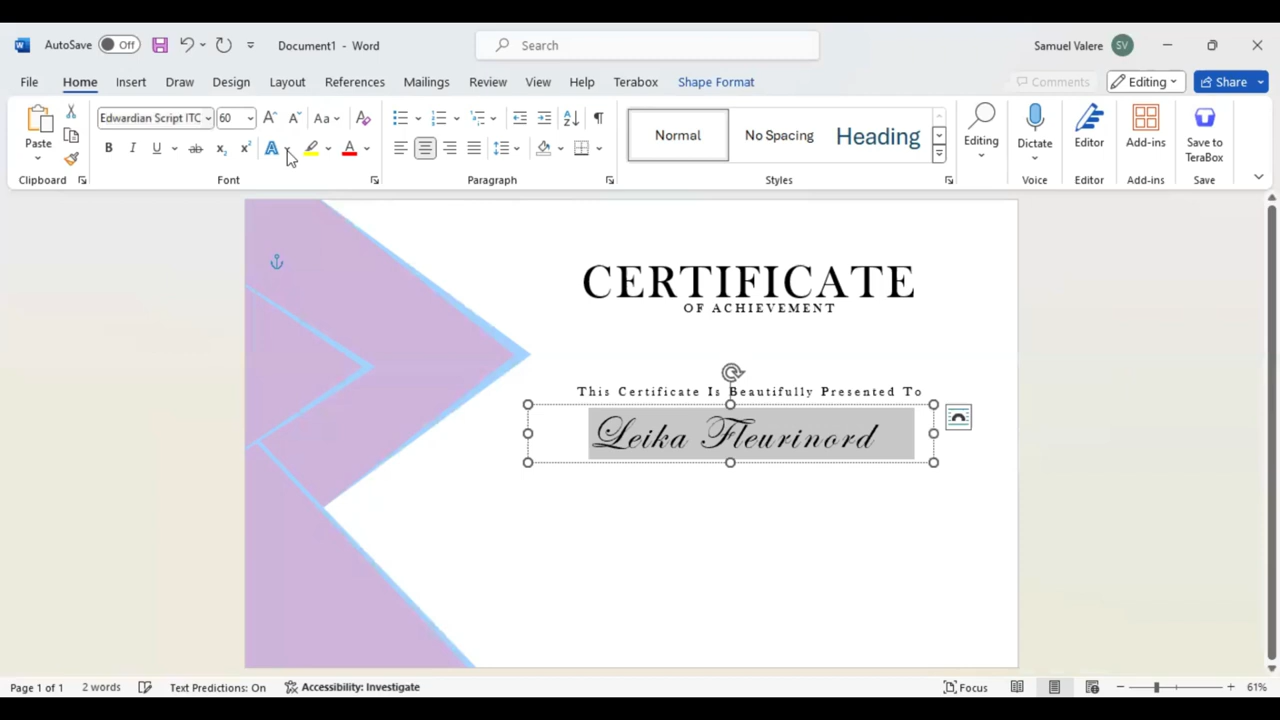 AutoSave Off Document1 - Word Search Samuel Valere SV
File Home Insert Draw Design Layout References Mailings Review View Help Terabox Shape Format Comments Editing Share
Paste Edwardian Script ITC 60 Aa Normal No Spacing Heading Editing Dictate Editor Add-ins Save to TeraBox
Clipboard Font Paragraph Styles Voice Editor Add-ins Save
CERTIFICATE
OF ACHIEVEMENT
This Certificate Is Beautifully Presented To
Leika Fleurinord
Page 1 of 1 2 words Text Predictions: On Accessibility: Investigate Focus 61%